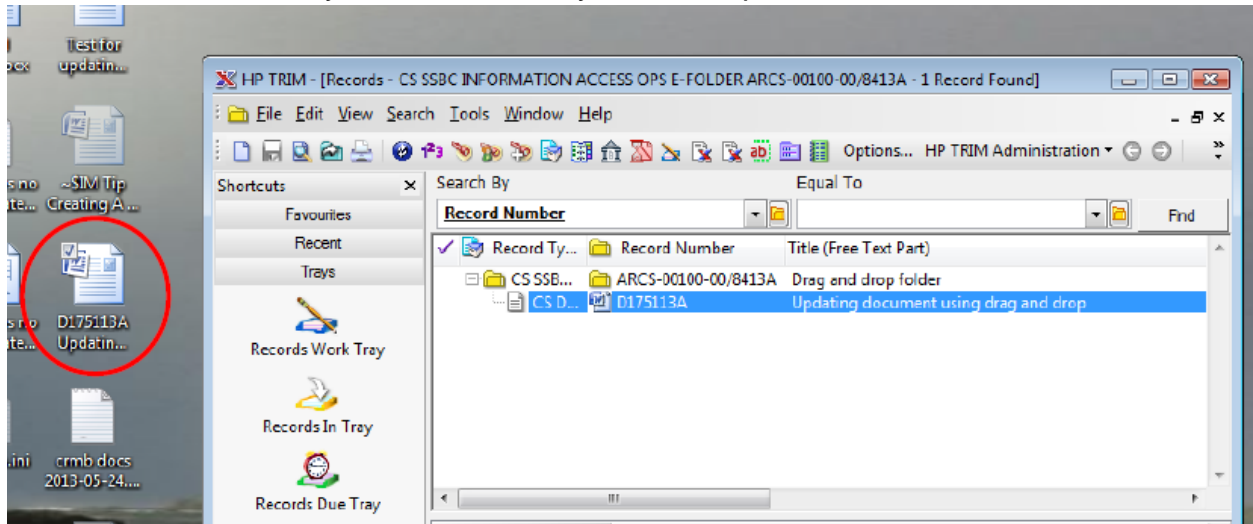 Test for
updatin...
HP TRIM - [Records - CS SSBC INFORMATION ACCESS OPS E-FOLDER ARCS-00100-00/8413A - 1 Record Found]
File Edit View Search Tools Window Help
Options... HP TRIM Administration
Shortcuts
Search By Equal To
Favourites
Record Number
Find
Recent
Record Ty... Record Number Title (Free Text Part)
Trays
CS SSB... ARCS-00100-00/8413A Drag and drop folder
CS D... D175113A Updating document using drag and drop
~SIM Tip
Creating A ...
D175113A
Updatin...
Records Work Tray
Records In Tray
.ini crmb docs
2013-05-24....
Records Due Tray